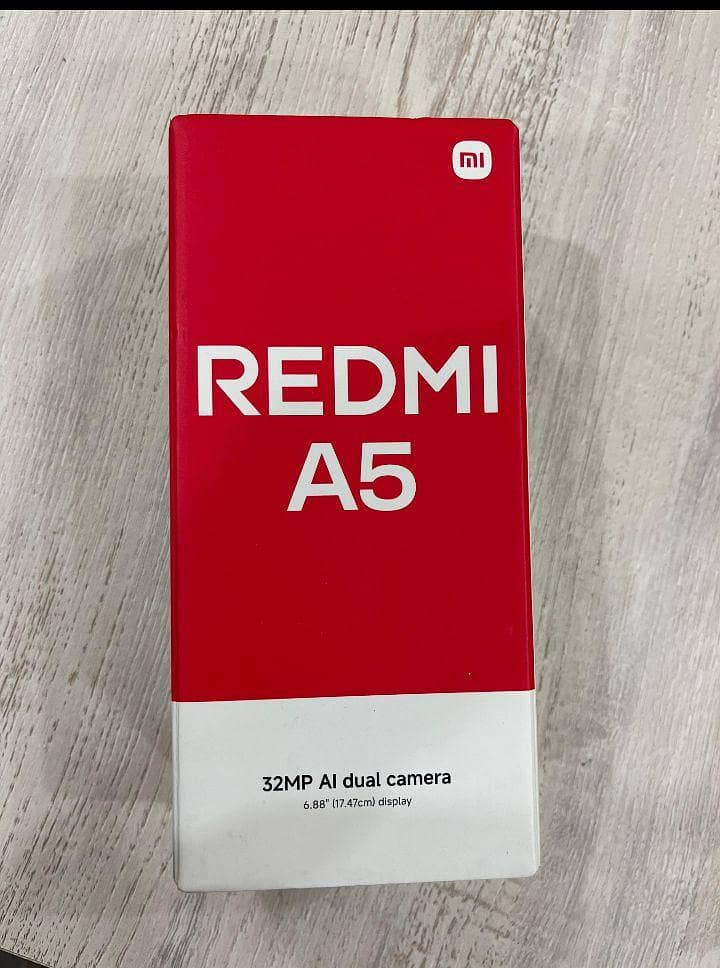 mi
REDMI
A5
32MP AI dual camera
6.88" (17.47cm) display